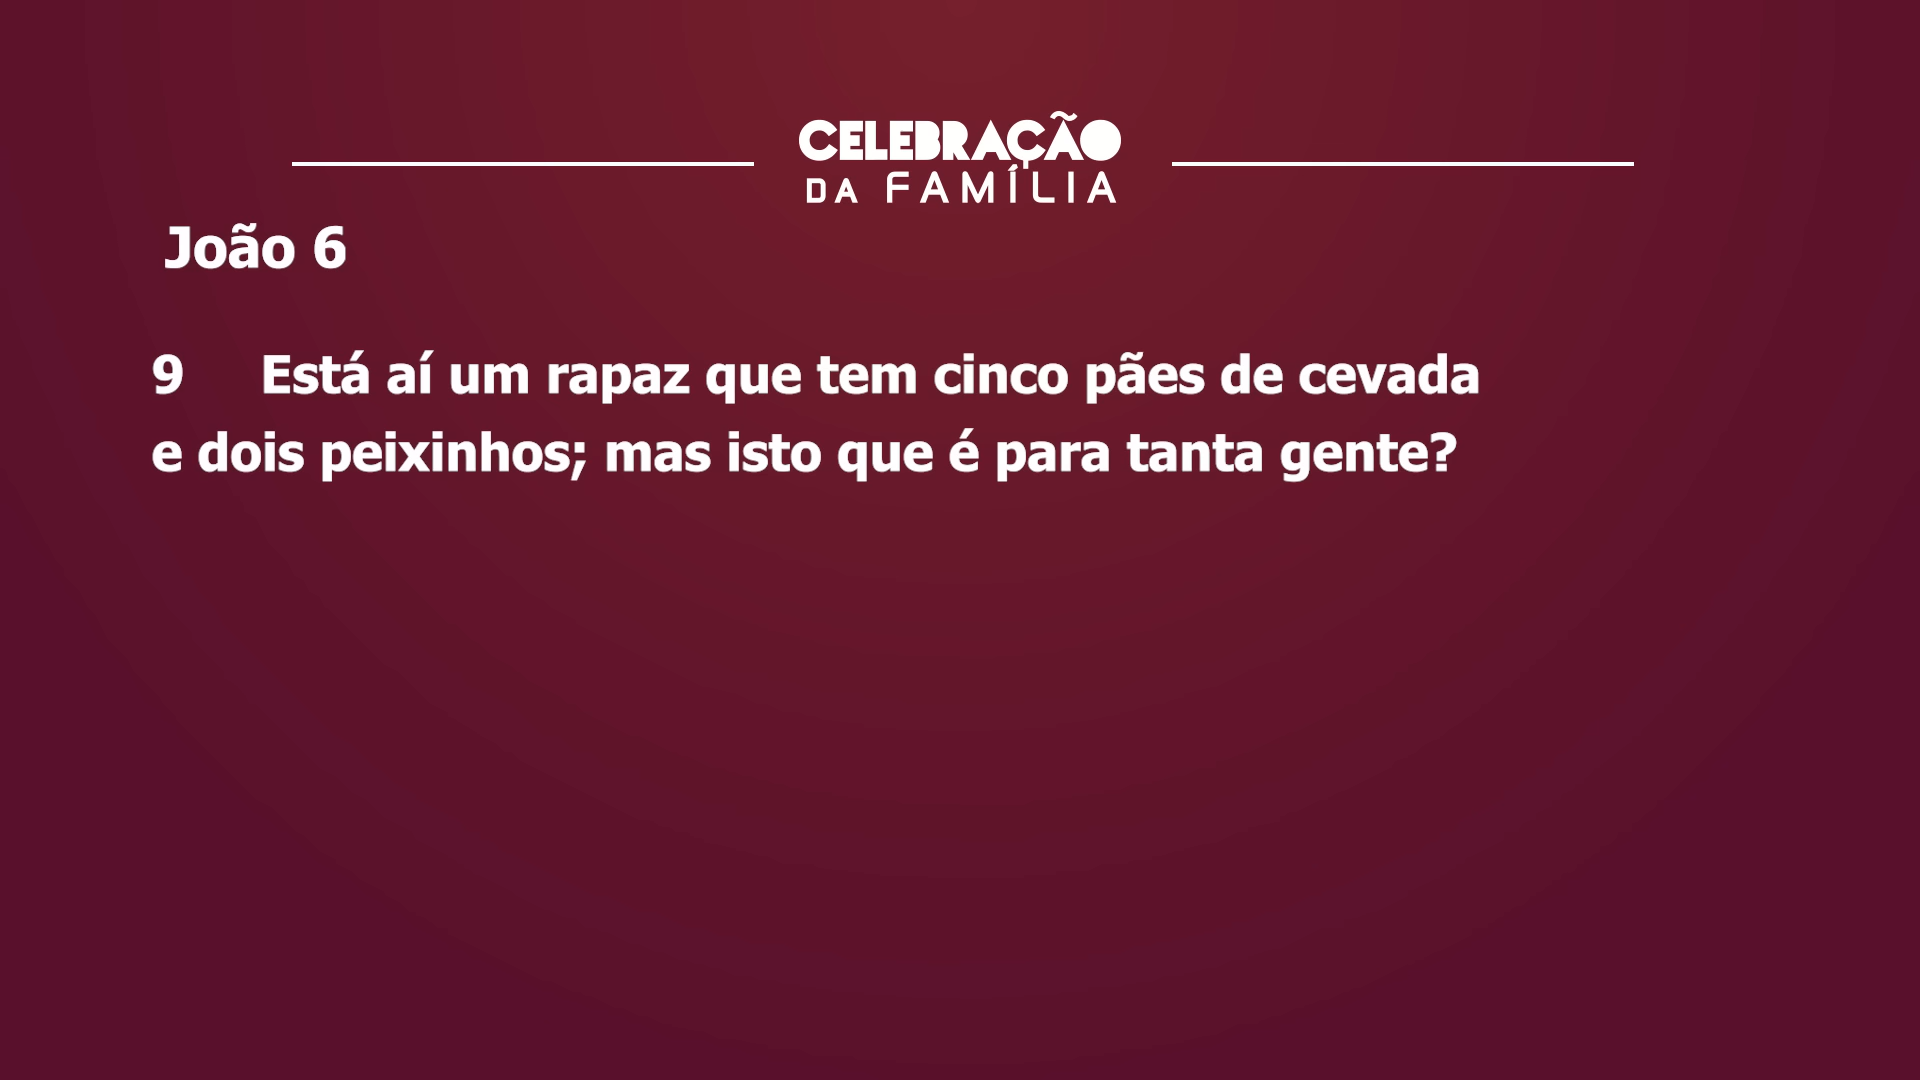 CELEBRAÇÃO
DA FAMÍLIA
João 6
9 Está aí um rapaz que tem cinco pães de cevada
e dois peixinhos; mas isto que é para tanta gente?